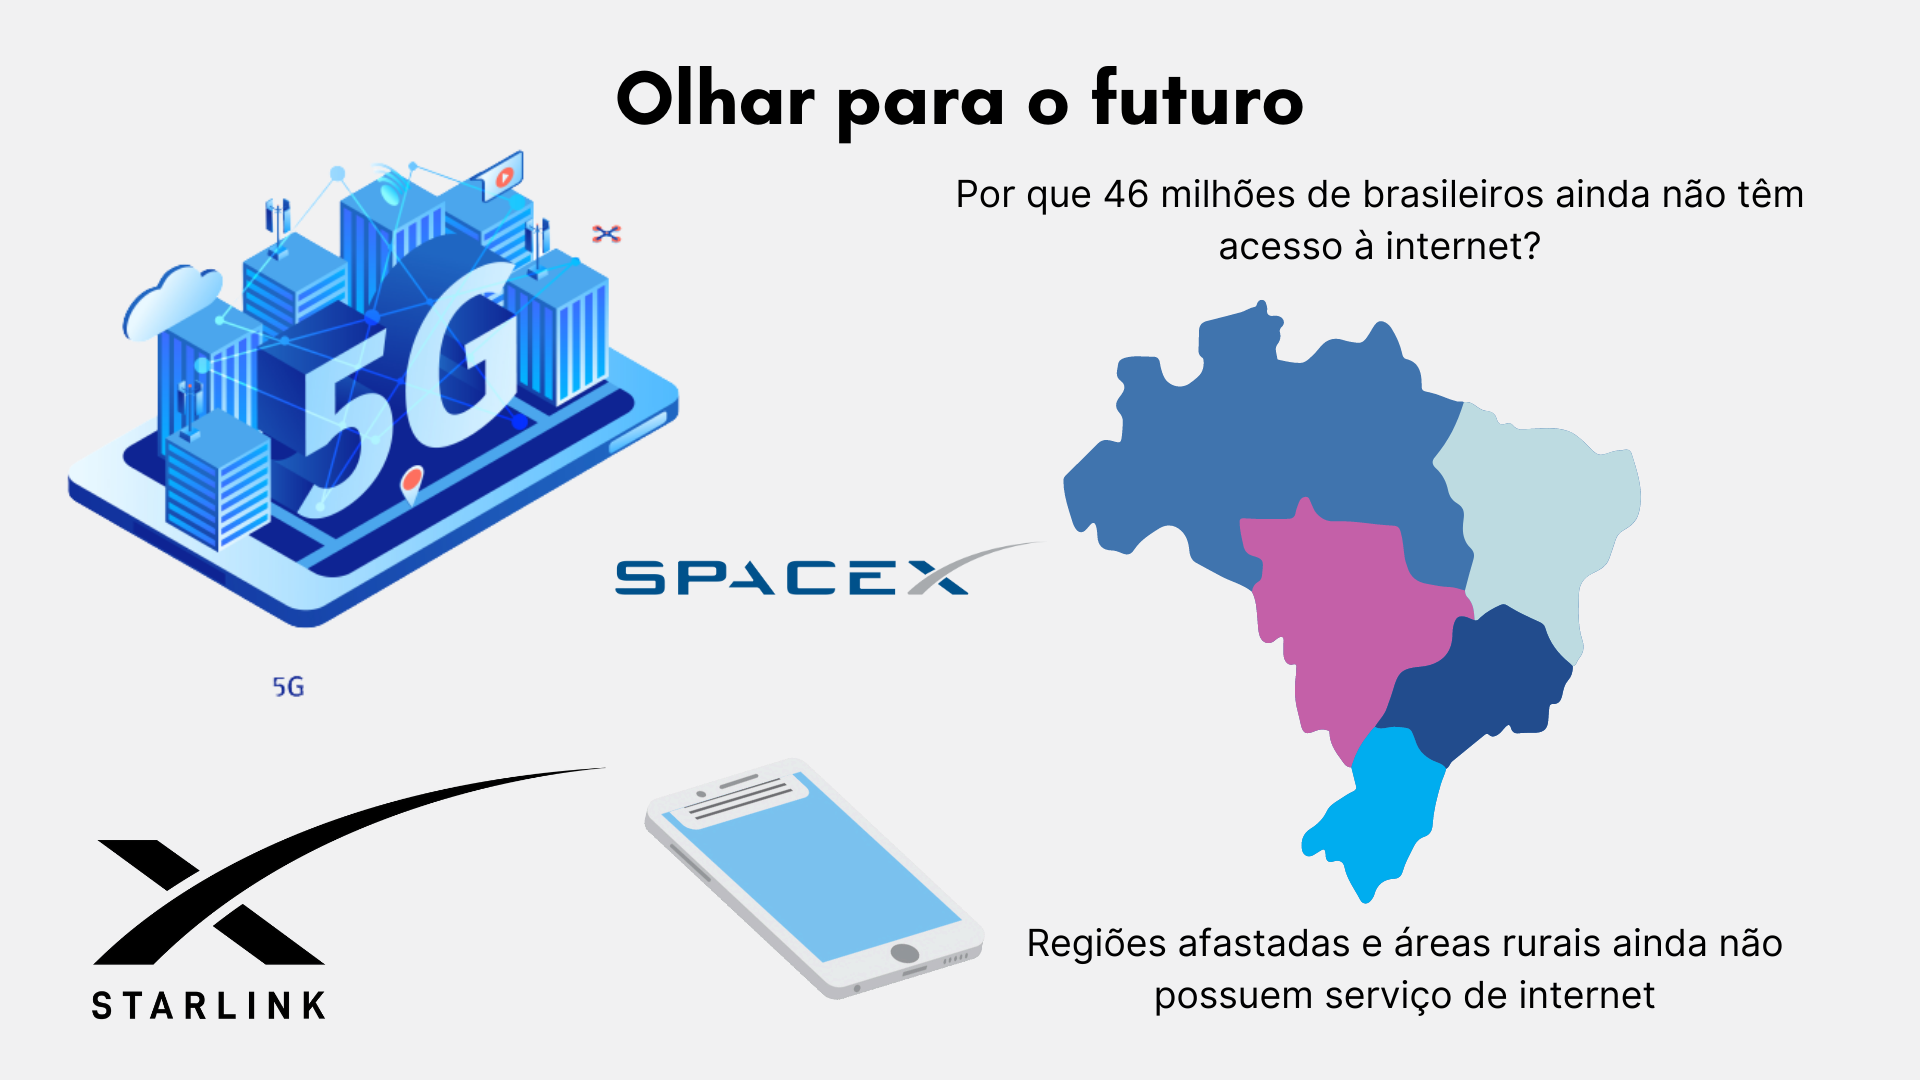 Olhar para o futuro
Por que 46 milhões de brasileiros ainda não têm
acesso à internet?
5G
SPACEX
5G
STARLINK
Regiões afastadas e áreas rurais ainda não
possuem serviço de internet